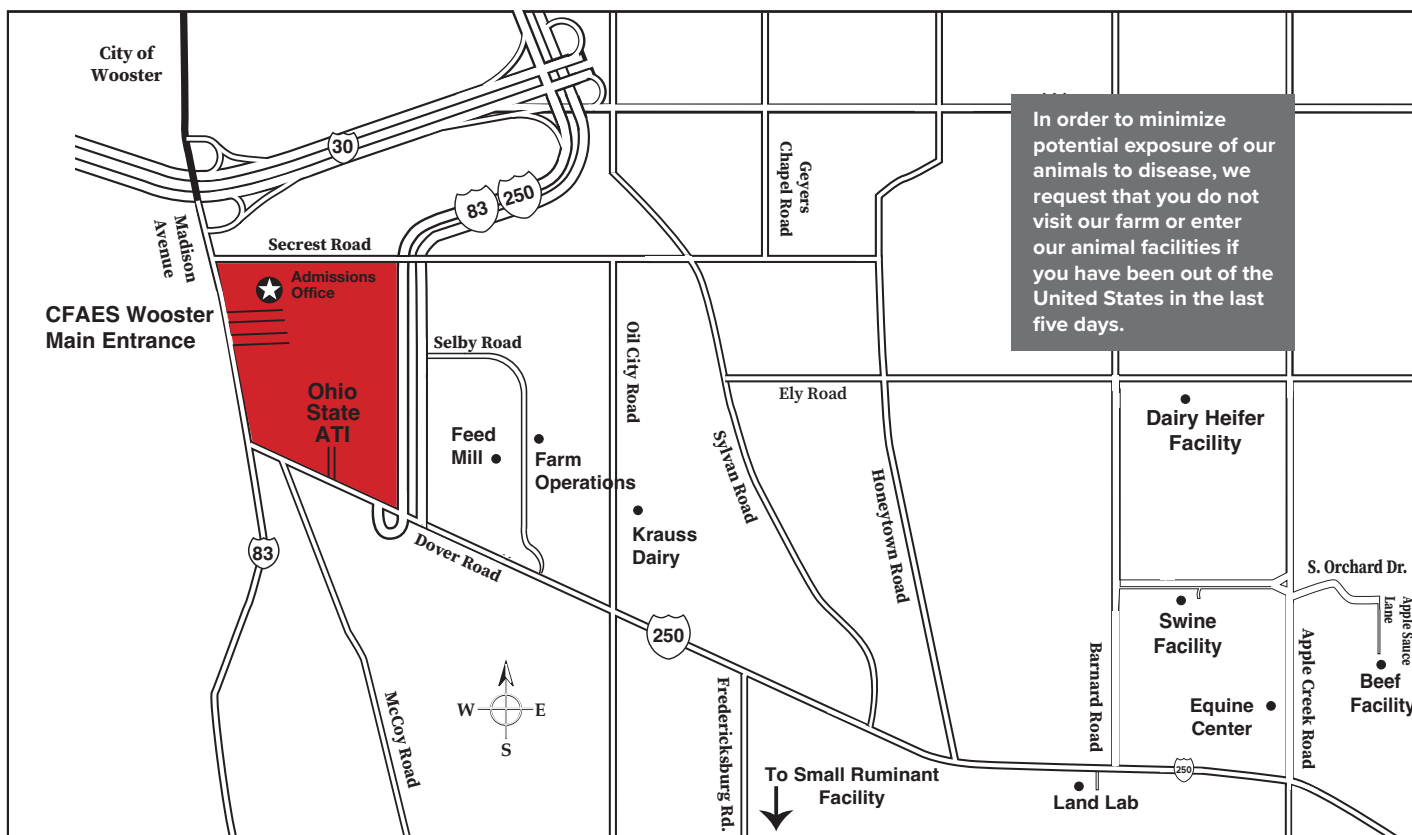 City of
Wooster
30
83
250
Geyers
Chapel Road
In order to minimize
potential exposure of our
animals to disease, we
request that you do not
visit our farm or enter
our animal facilities if
you have been out of the
United States in the last
five days.
Madison
Avenue
Secrest Road
Admissions
Office
CFAES Wooster
Main Entrance
Selby Road
Oil City Road
Ely Road
Ohio
State
ATI
Feed
Mill
Farm
Operations
Sylvan Road
Honeytown Road
Dairy Heifer
Facility
Krauss
Dairy
Dover Road
83
250
S. Orchard Dr.
Apple Sauce
Lane
Swine
Facility
Barnard Road
Apple Creek Road
Beef
Facility
Equine
Center
McCoy Road
W
E
S
Fredericksburg Rd.
To Small Ruminant
Facility
250
Land Lab